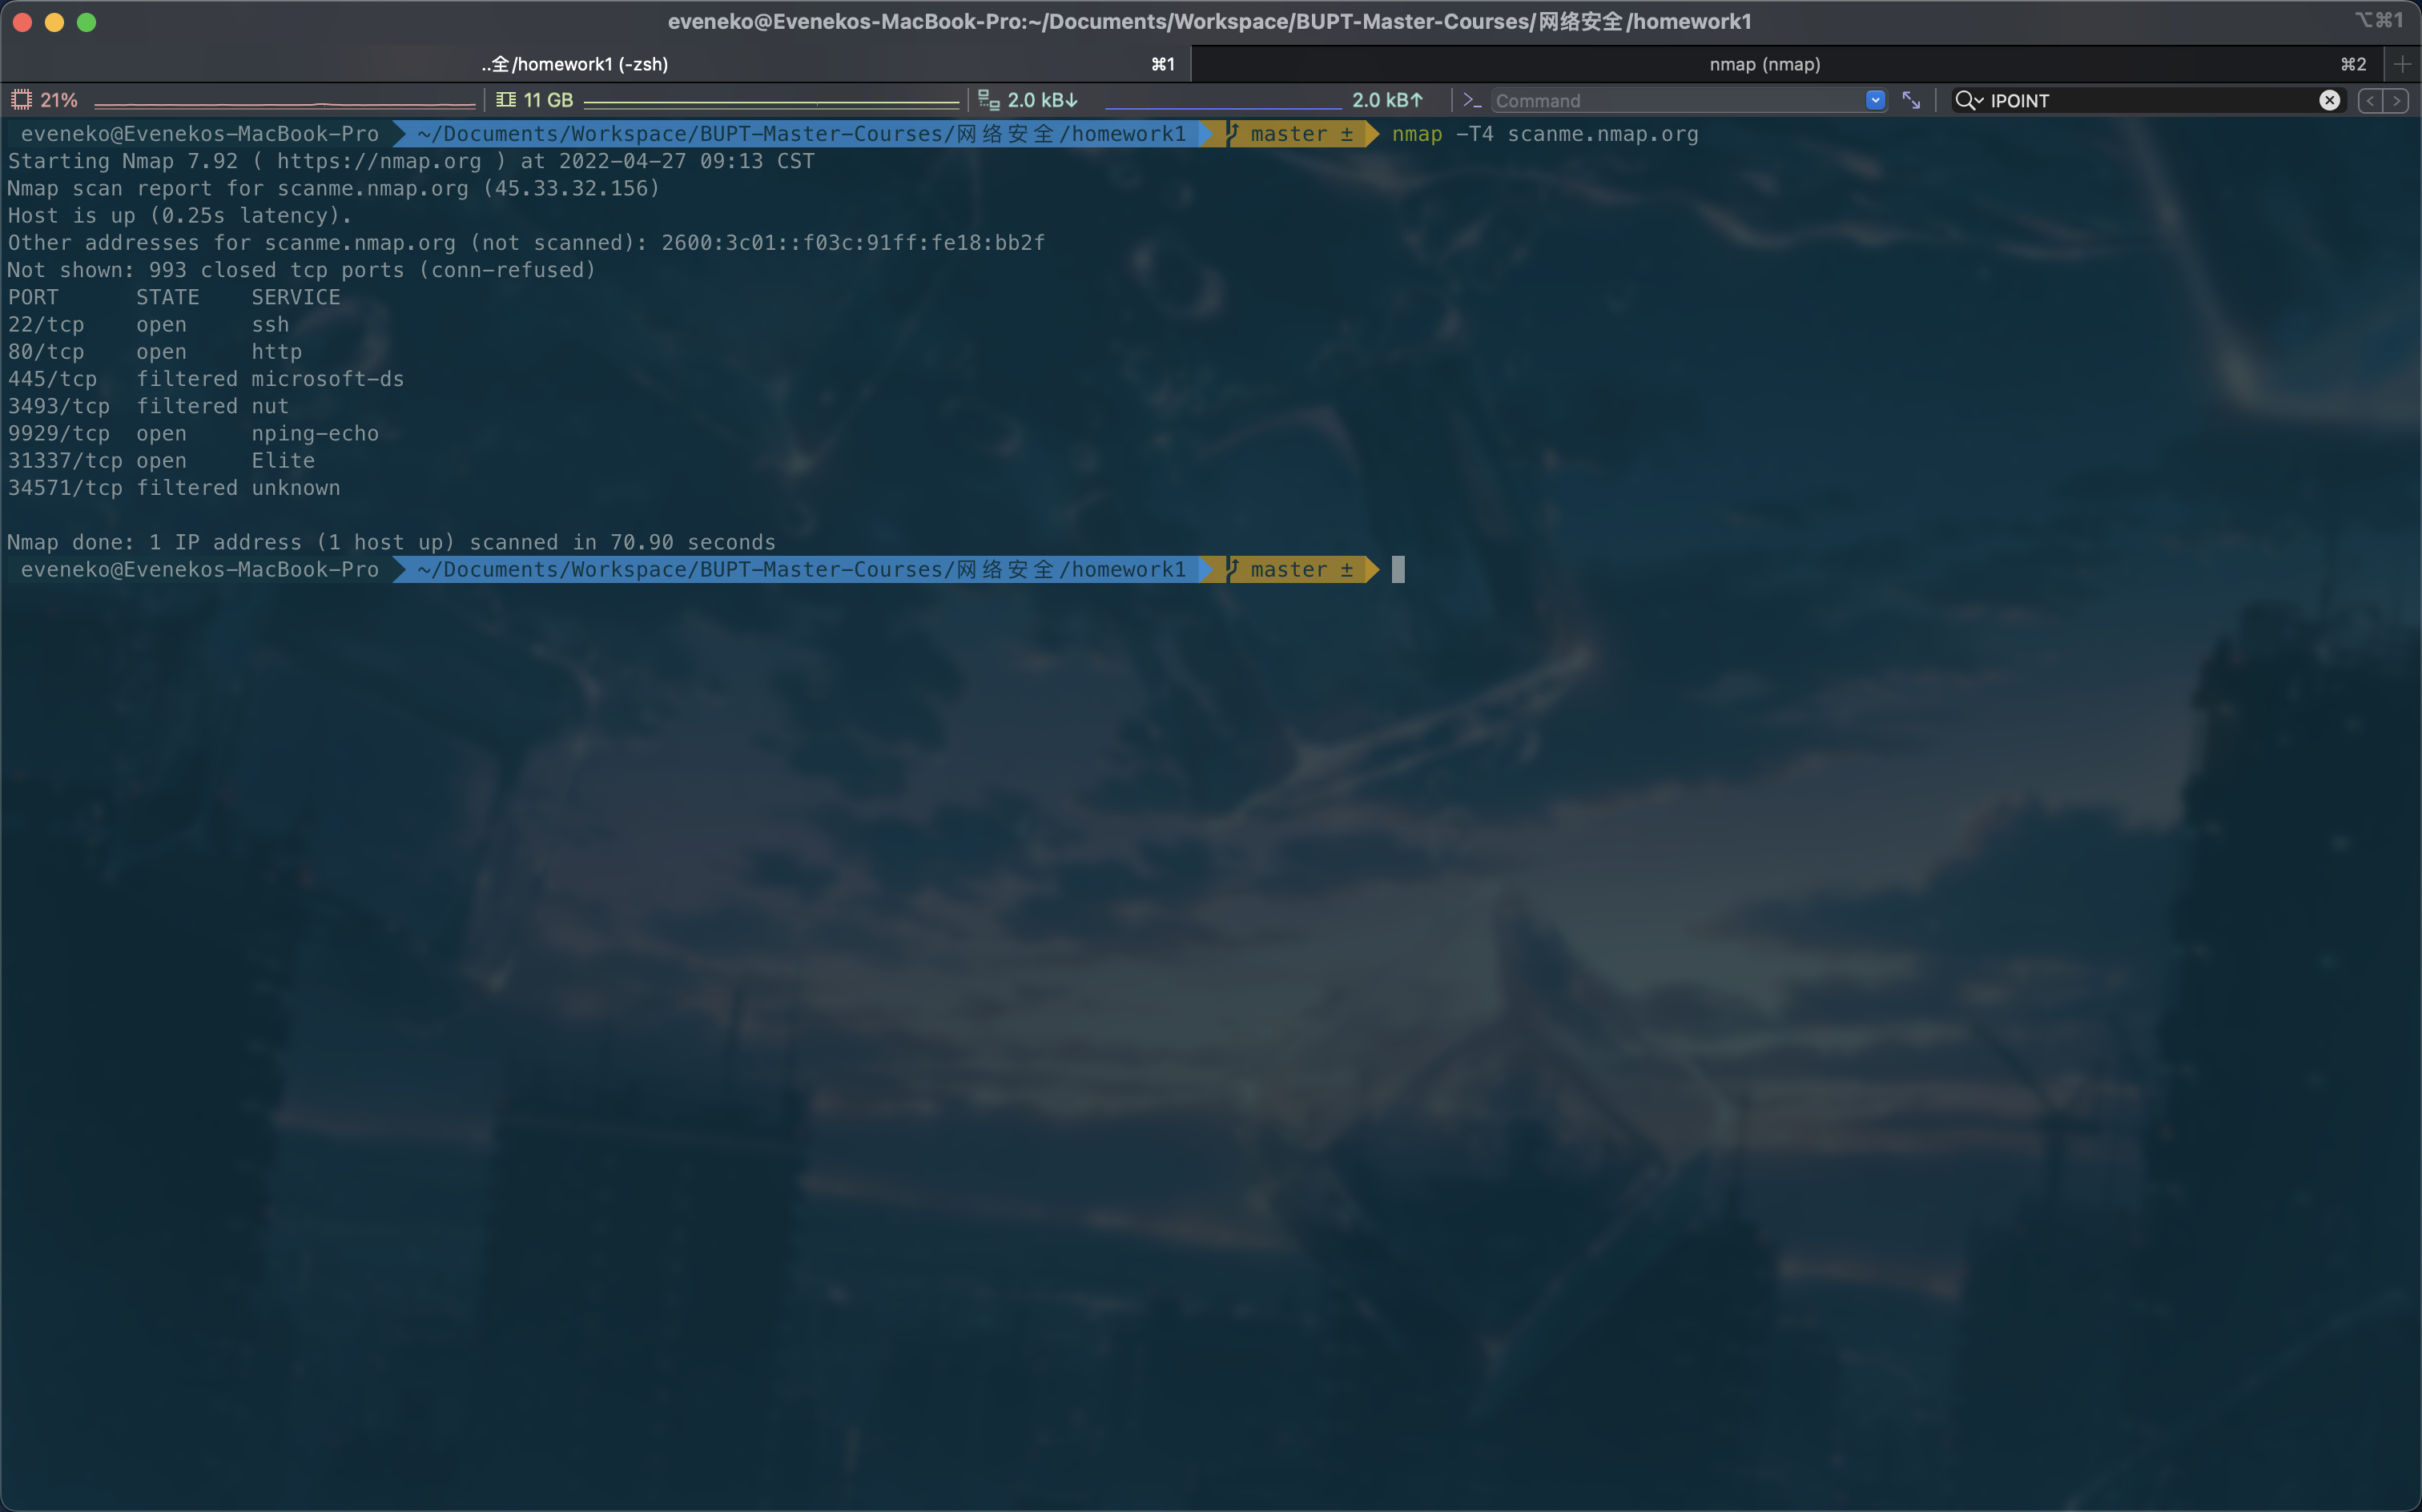 eveneko@Evenekos-MacBook-Pro:~/Documents/Workspace/BUPT-Master-Courses/网络安全/homework1
⌥⌘1
..全/homework1 (-zsh) ⌘1 nmap (nmap) ⌘2
21% 11 GB 2.0 kB↓ 2.0 kB↑ Command IPOINT
eveneko@Evenekos-MacBook-Pro ~/Documents/Workspace/BUPT-Master-Courses/网络安全/homework1 master ± nmap -T4 scanme.nmap.org
Starting Nmap 7.92 ( https://nmap.org ) at 2022-04-27 09:13 CST
Nmap scan report for scanme.nmap.org (45.33.32.156)
Host is up (0.25s latency).
Other addresses for scanme.nmap.org (not scanned): 2600:3c01::f03c:91ff:fe18:bb2f
Not shown: 993 closed tcp ports (conn-refused)
PORT      STATE    SERVICE
22/tcp    open     ssh
80/tcp    open     http
445/tcp   filtered microsoft-ds
3493/tcp  filtered nut
9929/tcp  open     nping-echo
31337/tcp open     Elite
34571/tcp filtered unknown
Nmap done: 1 IP address (1 host up) scanned in 70.90 seconds
eveneko@Evenekos-MacBook-Pro ~/Documents/Workspace/BUPT-Master-Courses/网络安全/homework1 master ±